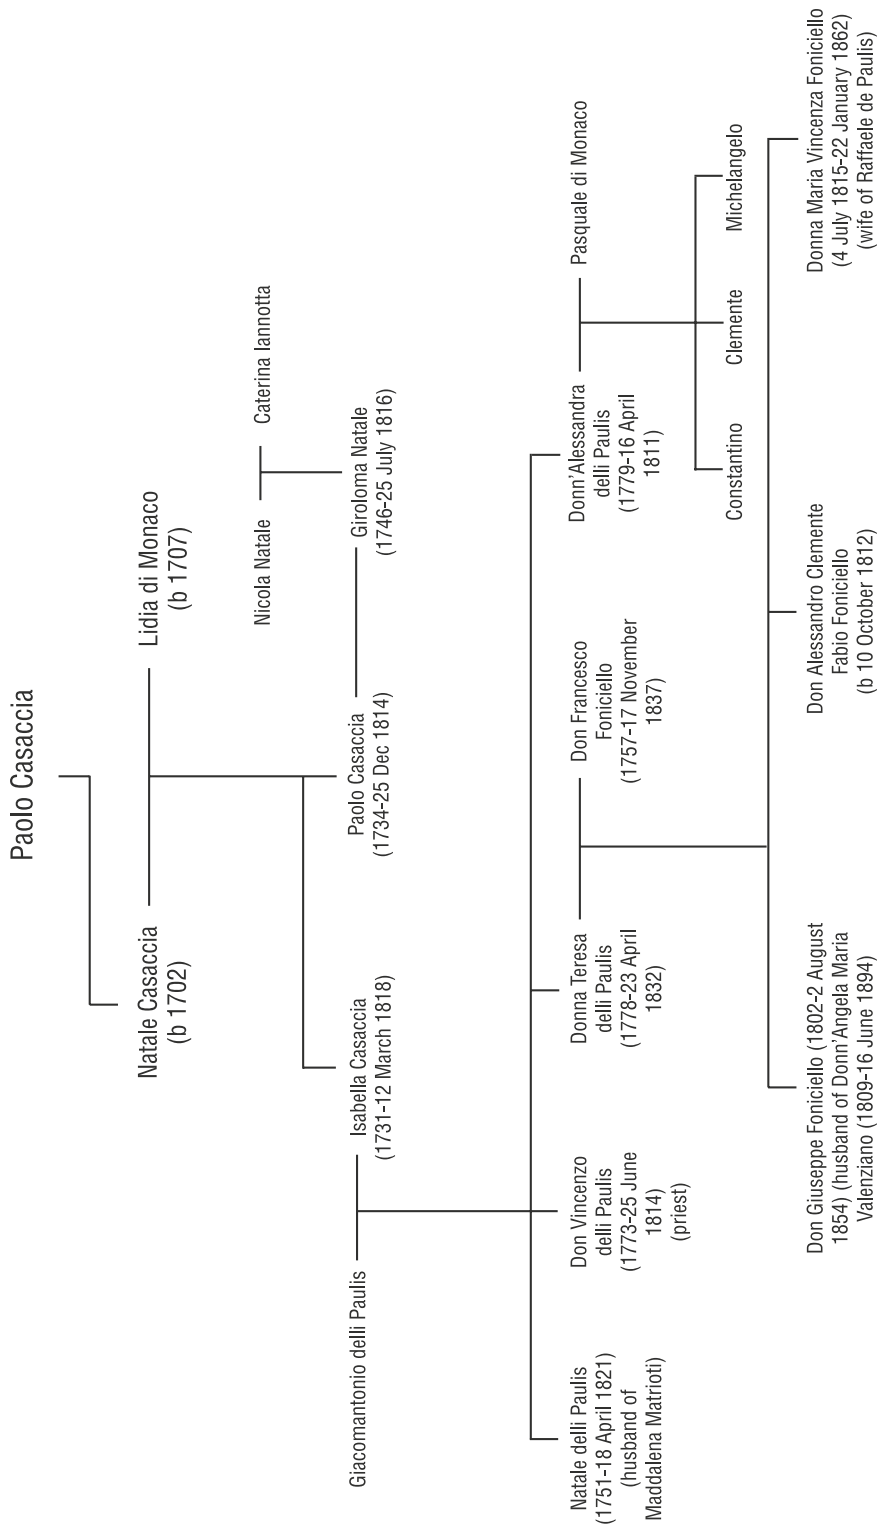 Paolo Casaccia
Natale Casaccia
(b 1702)
Lidia di Monaco
(b 1707)
Nicola Natale
Caterina Iannotta
Giacomantonio delli Paulis
Isabella Casaccia
(1731-12 March 1818)
Paolo Casaccia
(1734-25 Dec 1814)
Giroloma Natale
(1746-25 July 1816)
Natale delli Paulis
(1751-18 April 1821)
(husband of
Maddalena Matrioti)
Don Vincenzo
delli Paulis
(1773-25 June
1814)
(priest)
Donna Teresa
delli Paulis
(1778-23 April
1832)
Don Francesco
Foniciello
(1757-17 November
1837)
Donn'Alessandra
delli Paulis
(1779-16 April
1811)
Pasquale di Monaco
Constantino
Clemente
Michelangelo
Don Giuseppe Foniciello (1802-2 August
1854) (husband of Donn'Angela Maria
Valenziano (1809-16 June 1894)
Don Alessandro Clemente
Fabio Foniciello
(b 10 October 1812)
Donna Maria Vincenza Foniciello
(4 July 1815-22 January 1862)
(wife of Raffaele de Paulis)